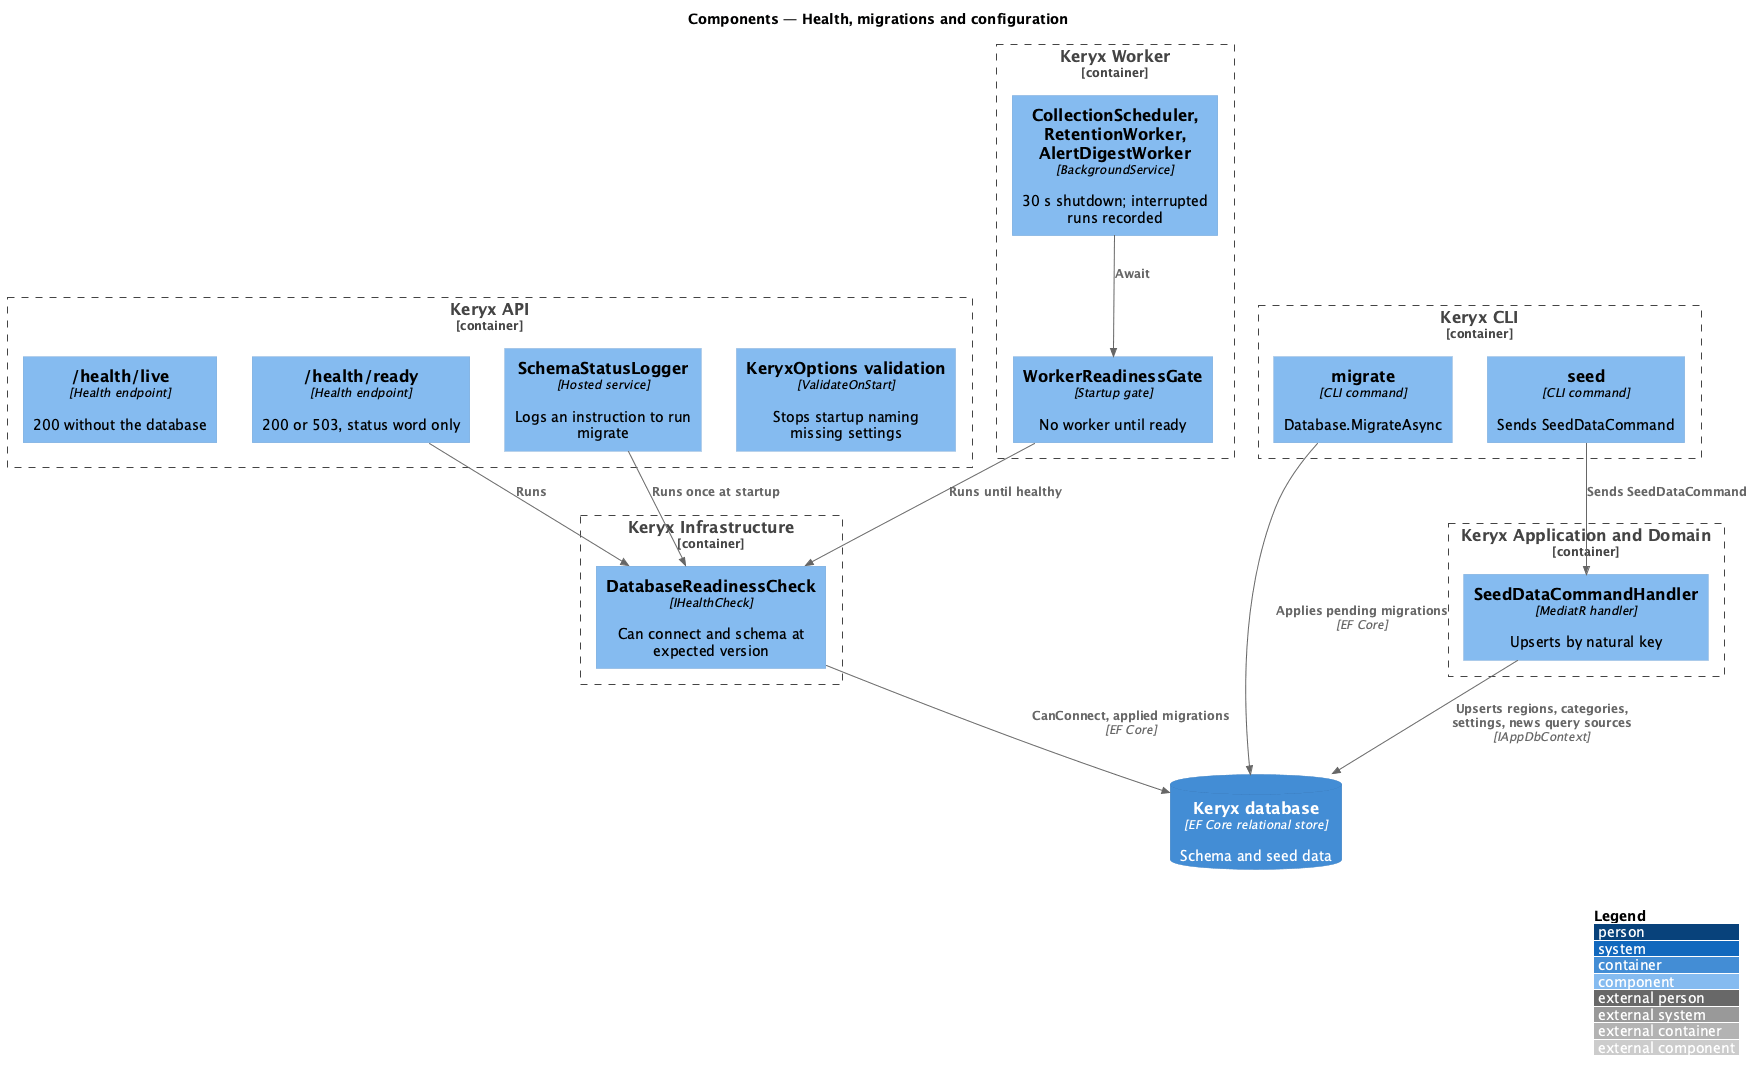 Components — Health, migrations and configuration
Keryx Worker
[container]
CollectionScheduler,
RetentionWorker,
AlertDigestWorker
[BackgroundService]
30 s shutdown; interrupted
runs recorded
Await
Keryx API
[container]
/health/live
[Health endpoint]
200 without the database
/health/ready
[Health endpoint]
200 or 503, status word only
SchemaStatusLogger
[Hosted service]
Logs an instruction to run
migrate
KeryxOptions validation
[ValidateOnStart]
Stops startup naming
missing settings
WorkerReadinessGate
[Startup gate]
No worker until ready
Keryx CLI
[container]
migrate
[CLI command]
Database.MigrateAsync
seed
[CLI command]
Sends SeedDataCommand
Runs
Runs once at startup
Runs until healthy
Sends SeedDataCommand
Keryx Infrastructure
[container]
DatabaseReadinessCheck
[IHealthCheck]
Can connect and schema at
expected version
Keryx Application and Domain
[container]
SeedDataCommandHandler
[MediatR handler]
Upserts by natural key
Applies pending migrations
[EF Core]
CanConnect, applied migrations
[EF Core]
Upserts regions, categories,
settings, news query sources
[IAppDbContext]
Keryx database
[EF Core relational store]
Schema and seed data
Legend
person
system
container
component
external person
external system
external container
external component